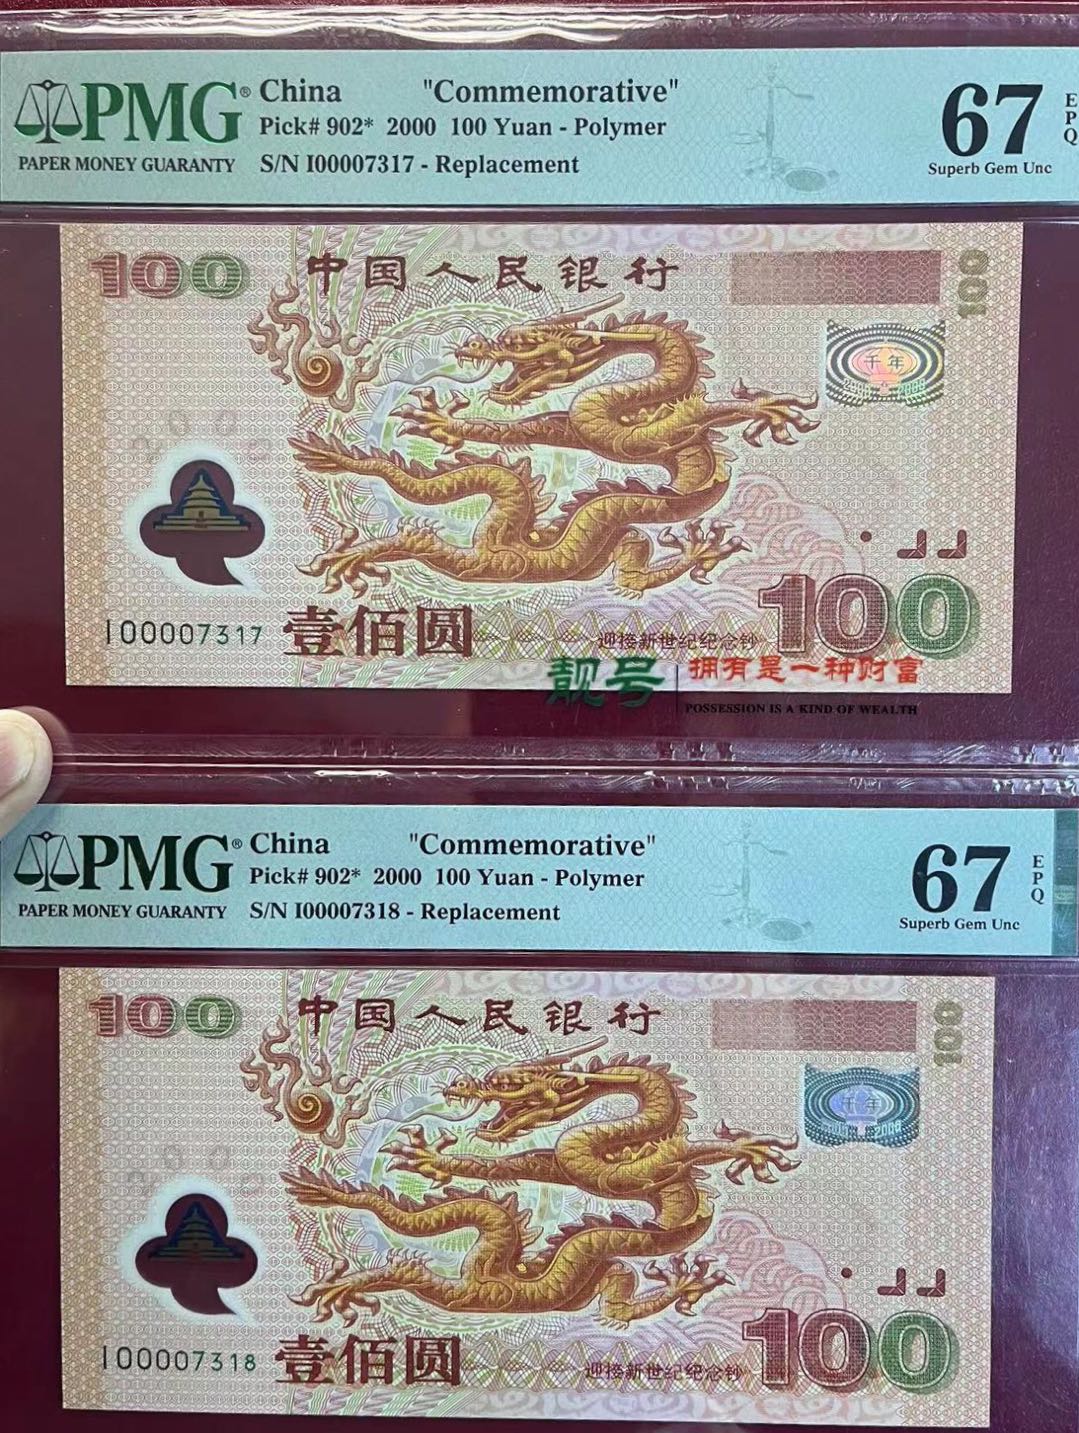 PMG® China "Commemorative" 67 EPQ
Pick# 902* 2000 100 Yuan - Polymer
PAPER MONEY GUARANTY S/N I00007317 - Replacement Superb Gem Unc
100 中国人民银行 100
千年
2000
I00007317 壹佰圆 迎接新世纪纪念钞 100
靓号 拥有是一种财富
POSSESSION IS A KIND OF WEALTH
PMG® China "Commemorative" 67 EPQ
Pick# 902* 2000 100 Yuan - Polymer
PAPER MONEY GUARANTY S/N I00007318 - Replacement Superb Gem Unc
100 中国人民银行 100
千年
2000
I00007318 壹佰圆 迎接新世纪纪念钞 100